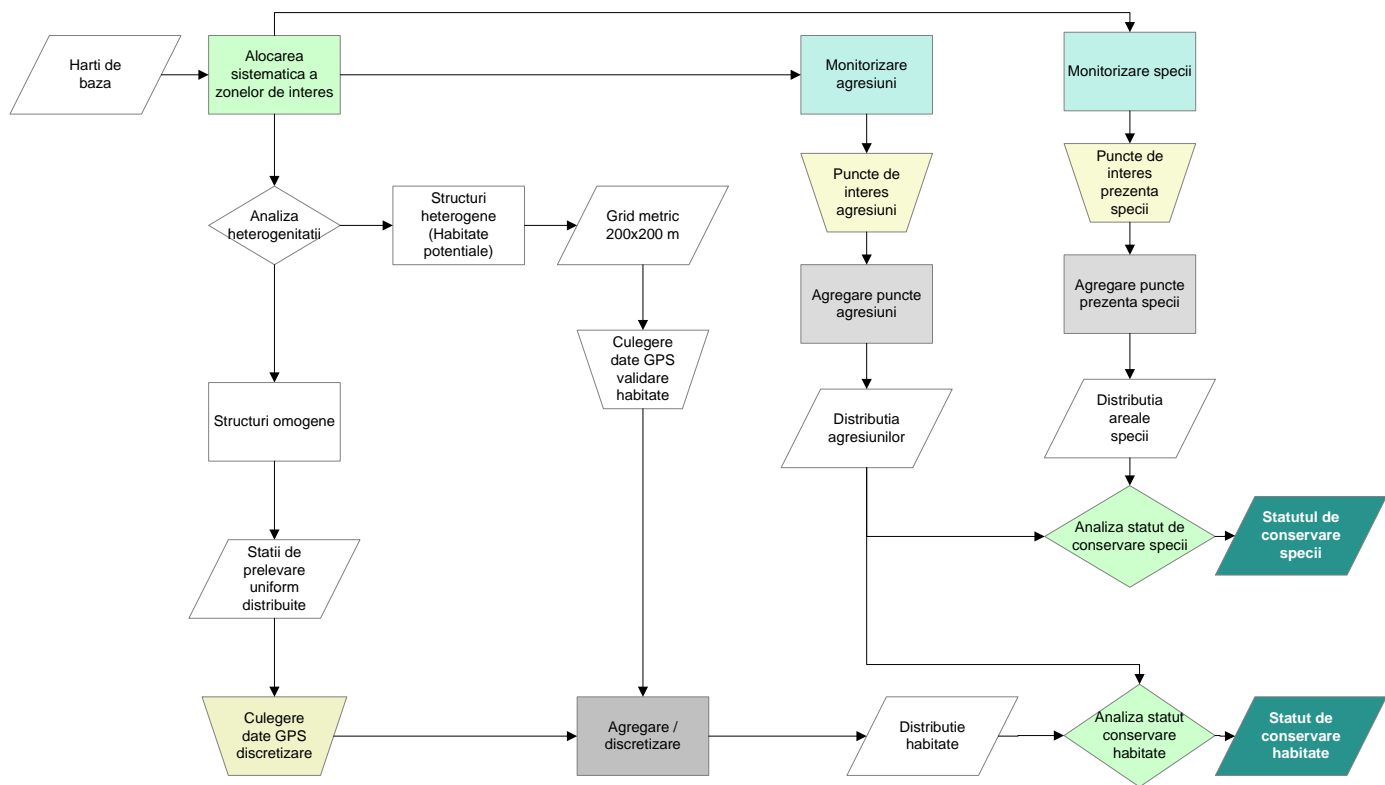 Harti de
baza
Alocarea
sistematica a
zonelor de interes
Monitorizare
agresiuni
Monitorizare specii
Puncte de
interes
agresiuni
Puncte de
interes
prezenta
specii
Analiza
heterogenitatii
Structuri
heterogene
(Habitate
potentiale)
Grid metric
200x200 m
Agregare puncte
agresiuni
Agregare puncte
prezenta specii
Culegere
date GPS
validare
habitate
Structuri omogene
Distributia
agresiunilor
Distributia
areale
specii
Analiza statut de
conservare specii
Statutul de
conservare
specii
Statii de
prelevare
uniform
distribuite
Culegere
date GPS
discretizare
Agregare /
discretizare
Distributie
habitate
Analiza statut
conservare
habitate
Statut de
conservare
habitate